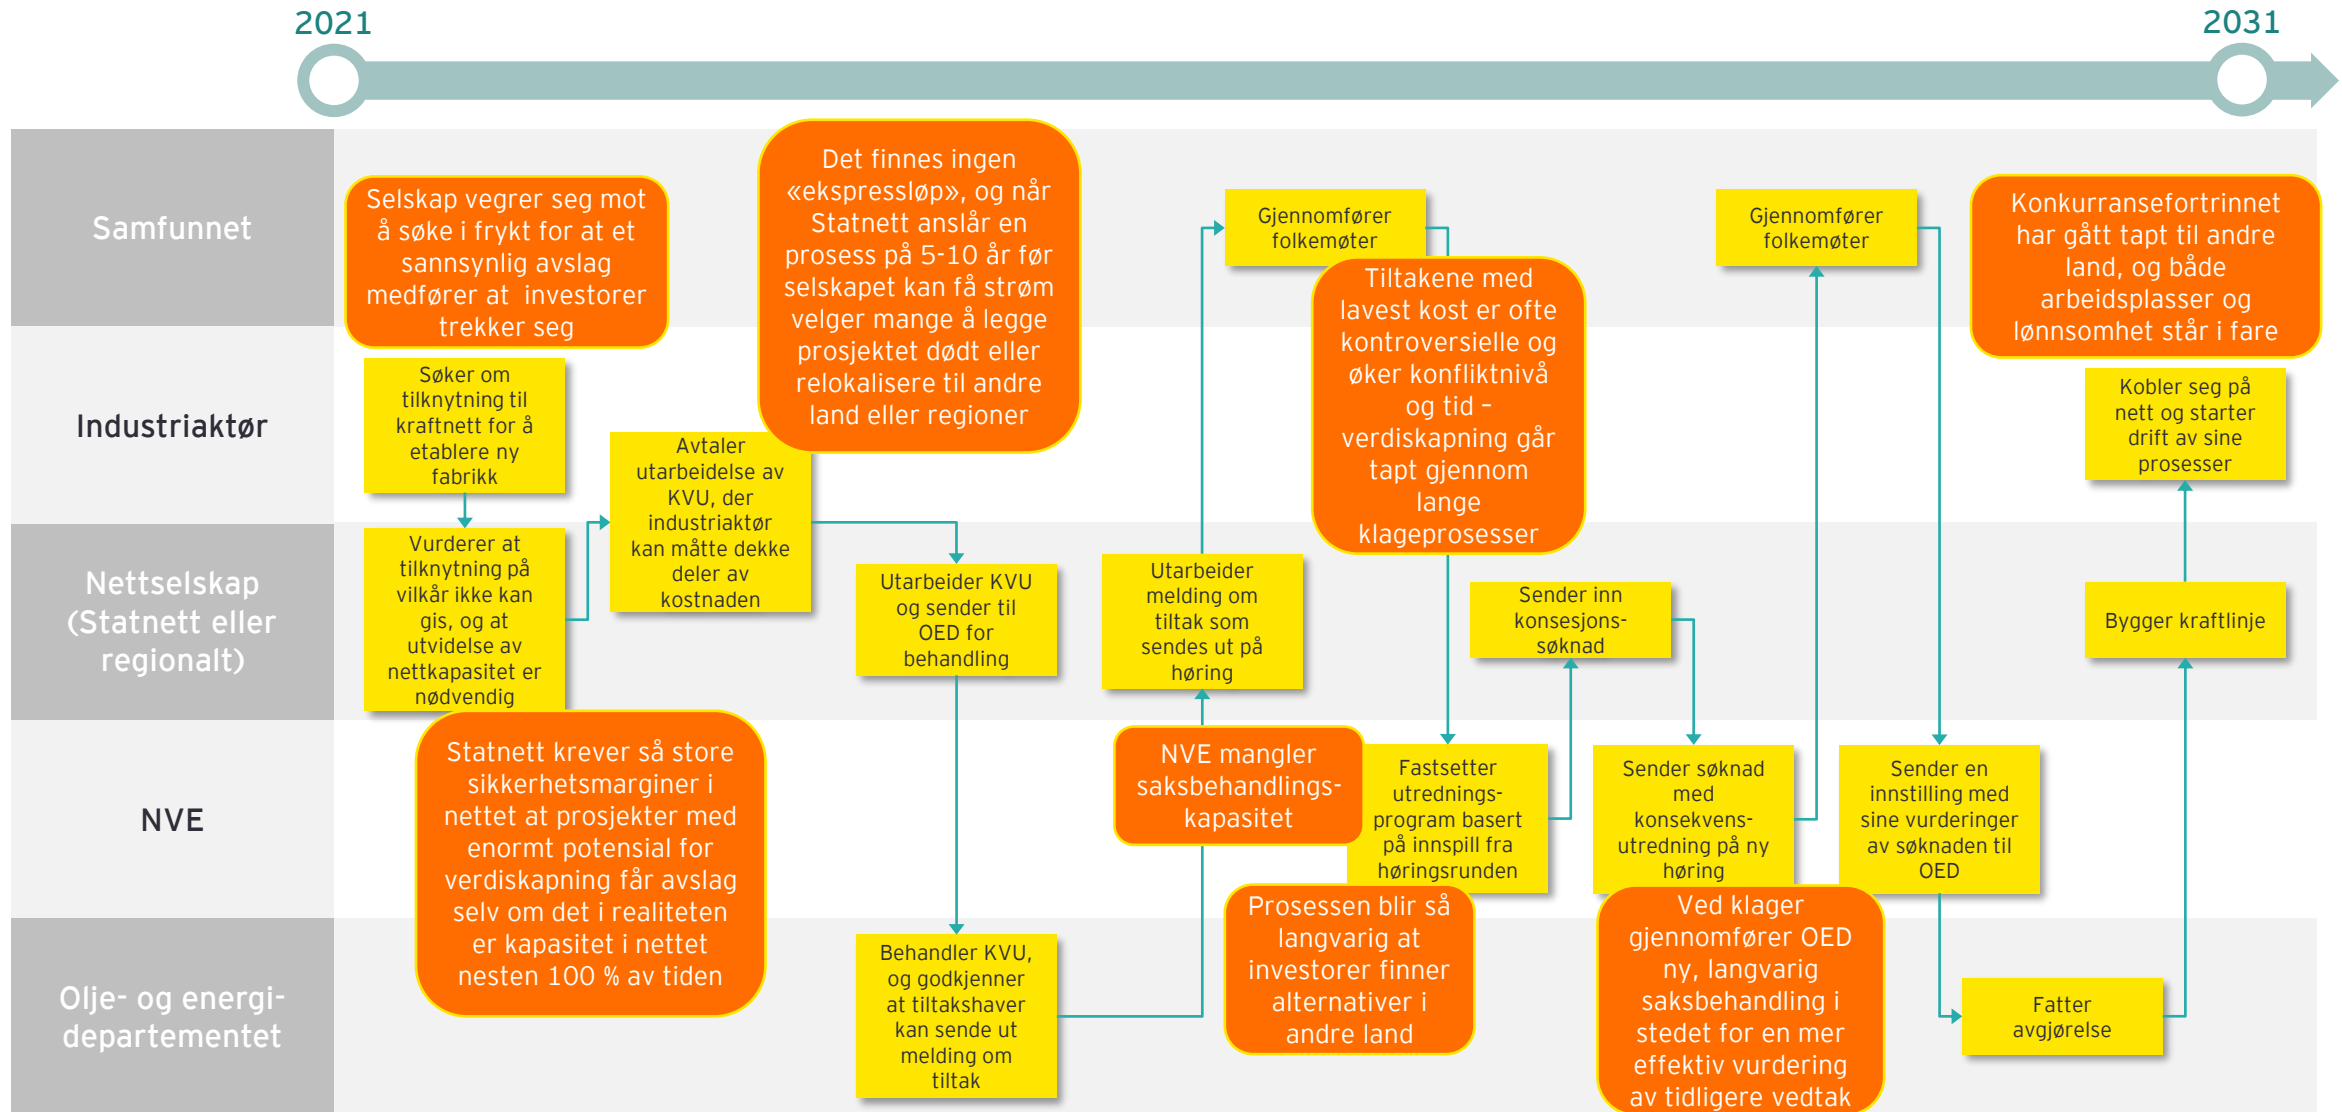 2021
2031
Samfunnet
Selskap vegrer seg mot
å søke i frykt for at et
sannsynlig avslag
medfører at investorer
trekker seg
Det finnes ingen
«ekspressløp», og når
Statnett anslår en
prosess på 5-10 år før
selskapet kan få strøm
velger mange å legge
prosjektet dødt eller
relokalisere til andre
land eller regioner
Gjennomfører
folkemøter
Tiltakene med
lavest kost er ofte
kontroversielle og
øker konfliktnivå
og tid –
verdiskapning går
tapt gjennom
lange
klageprosesser
Gjennomfører
folkemøter
Konkurransefortrinnet
har gått tapt til andre
land, og både
arbeidsplasser og
lønnsomhet står i fare
Industriaktør
Søker om
tilknytning til
kraftnett for å
etablere ny
fabrikk
Avtaler
utarbeidelse av
KVU, der
industriaktør
kan måtte dekke
deler av
kostnaden
Kobler seg på
nett og starter
drift av sine
prosesser
Nettselskap
(Statnett eller
regionalt)
Vurderer at
tilknytning på
vilkår ikke kan
gis, og at
utvidelse av
nettkapasitet er
nødvendig
Utarbeider KVU
og sender til
OED for
behandling
Utarbeider
melding om
tiltak som
sendes ut på
høring
Sender inn
konsesjons-
søknad
Bygger kraftlinje
NVE
Statnett krever så store
sikkerhetsmarginer i
nettet at prosjekter med
enormt potensial for
verdiskapning får avslag
selv om det i realiteten
er kapasitet i nettet
nesten 100 % av tiden
NVE mangler
saksbehandlings-
kapasitet
Fastsetter
utrednings-
program basert
på innspill fra
høringsrunden
Sender søknad
med
konsekvens-
utredning på ny
høring
Sender en
innstilling med
sine vurderinger
av søknaden til
OED
Olje- og energi-
departementet
Behandler KVU,
og godkjenner
at tiltakshaver
kan sende ut
melding om
tiltak
Prosessen blir så
langvarig at
investorer finner
alternativer i
andre land
Ved klager
gjennomfører OED
ny, langvarig
saksbehandling i
stedet for en mer
effektiv vurdering
av tidligere vedtak
Fatter
avgjørelse